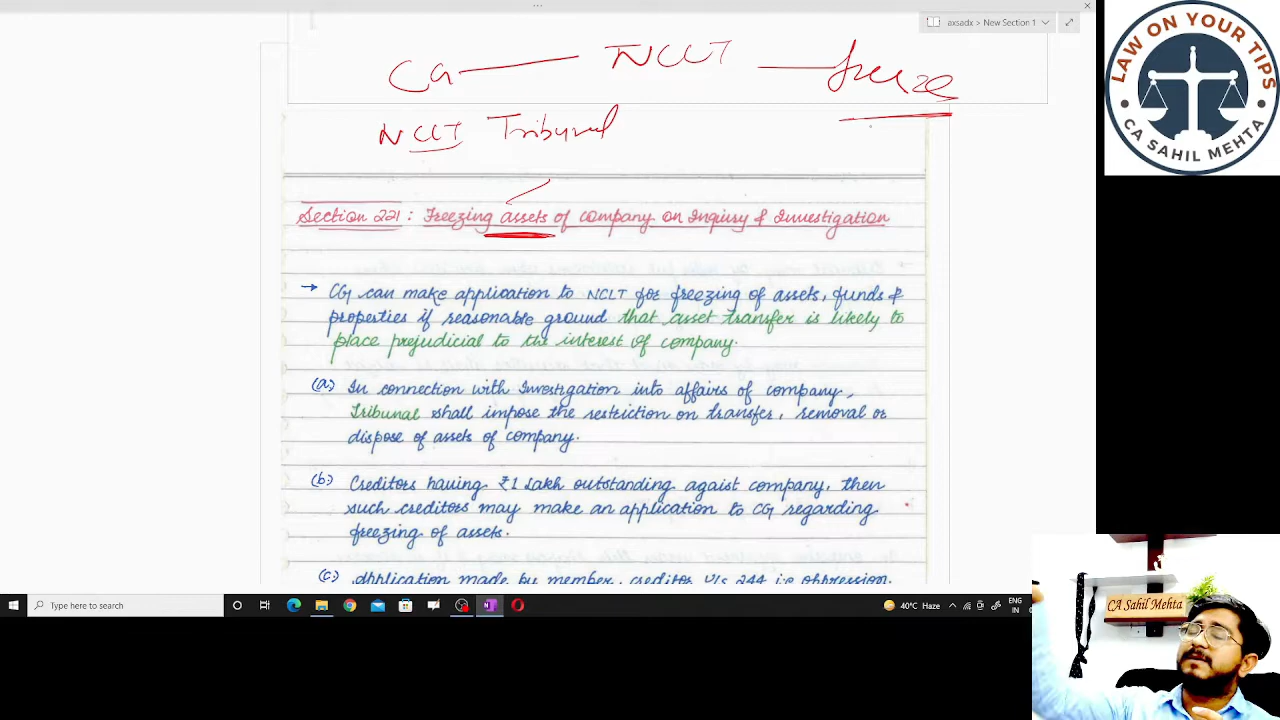 axsadx > New Section 1
CG NCLT freeze
NCLT Tribunal
Section 221: Freezing assets of company on Inquiry & Investigation
→ CG can make application to NCLT for freezing of assets, funds &
properties if reasonable ground that asset transfer is likely to
place prejudicial to the interest of company.
(a) In connection with Investigation into affairs of company,
Tribunal shall impose the restriction on transfer, removal or
dispose of assets of company.
(b) Creditors having ₹1 Lakh outstanding agaist company, then
such creditors may make an application to CG regarding
freezing of assets.
(c) Application made by member, creditor U/s 244 i.e oppression,
LAW ON YOUR TIPS
CA SAHIL MEHTA
CA Sahil Mehta
Type here to search
40°C Haze
ENG
IN